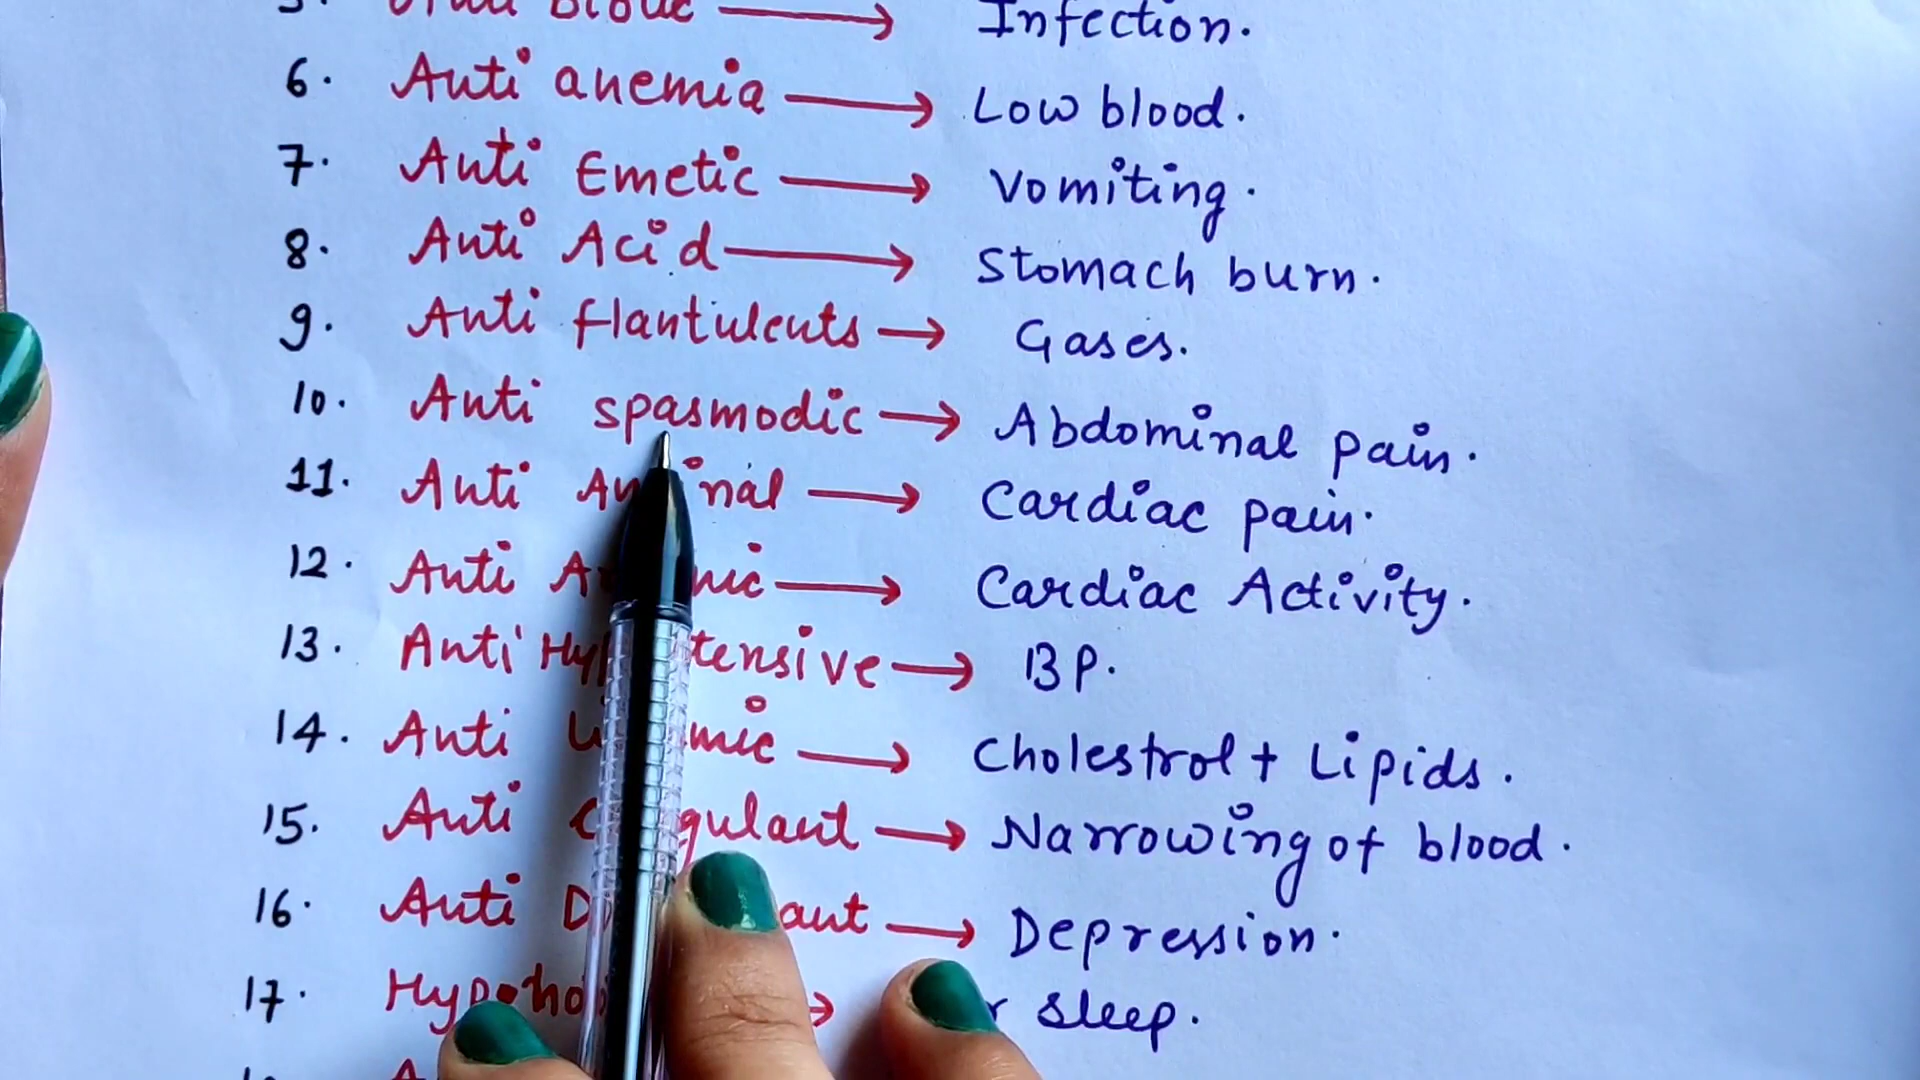 Infection.
6. Anti anemia → Low blood.
7. Anti Emetic → Vomiting.
8. Anti Acid → Stomach burn.
9. Anti flantulents → Gases.
10. Anti spasmodic → Abdominal pain.
11. Anti → Cardiac pain.
12. Anti → Cardiac Activity.
13. Anti → BP.
14. Anti → Cholestrol + Lipids.
15. Anti → Narrowing of blood.
16. Anti → Depression.
17. → sleep.